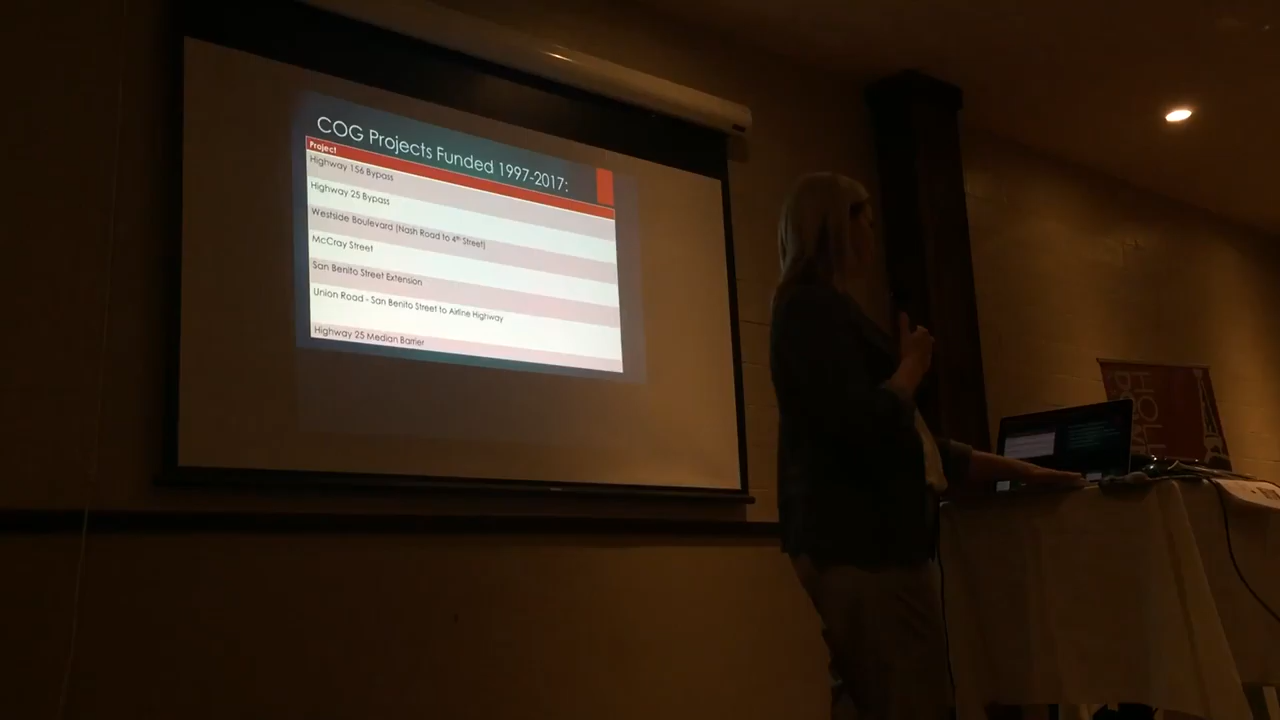 COG Projects Funded 1997-2017:
Project
Highway 156 Bypass
Highway 25 Bypass
Westside Boulevard (Nash Road to 4th Street)
McCray Street
San Benito Street Extension
Union Road - San Benito Street to Airline Highway
Highway 25 Median Barrier